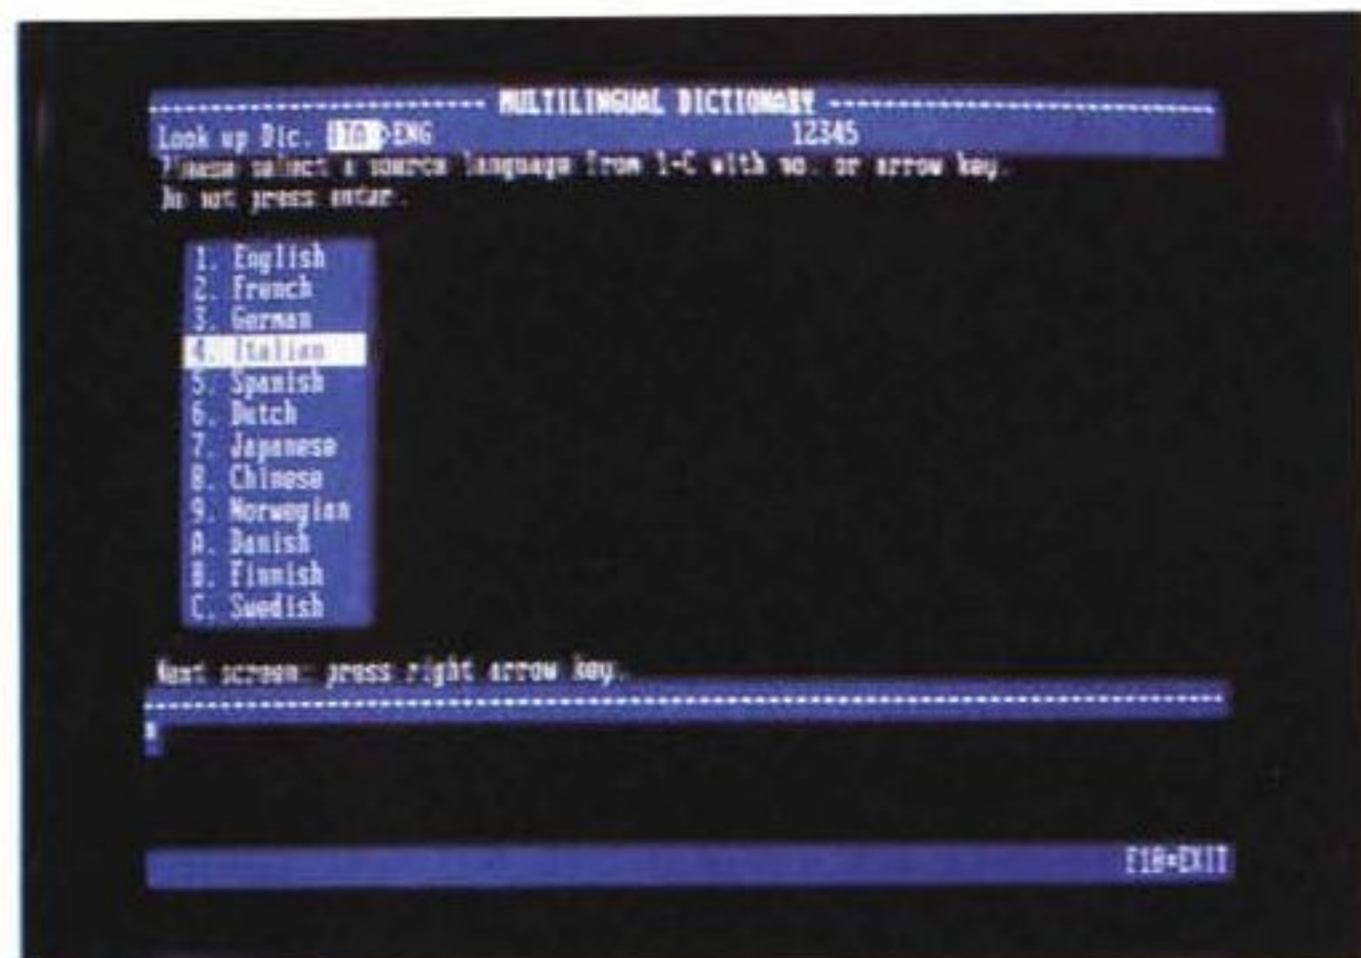 MULTILINGUAL DICTIONARY
Look up Dic. ITA>ENG 12345
Please select a source language from 1-C with no. or arrow key.
Do not press enter.
1. English
2. French
3. German
4. Italian
5. Spanish
6. Dutch
7. Japanese
8. Chinese
9. Norwegian
A. Danish
B. Finnish
C. Swedish
Next screen: press right arrow key.
F10=EXIT